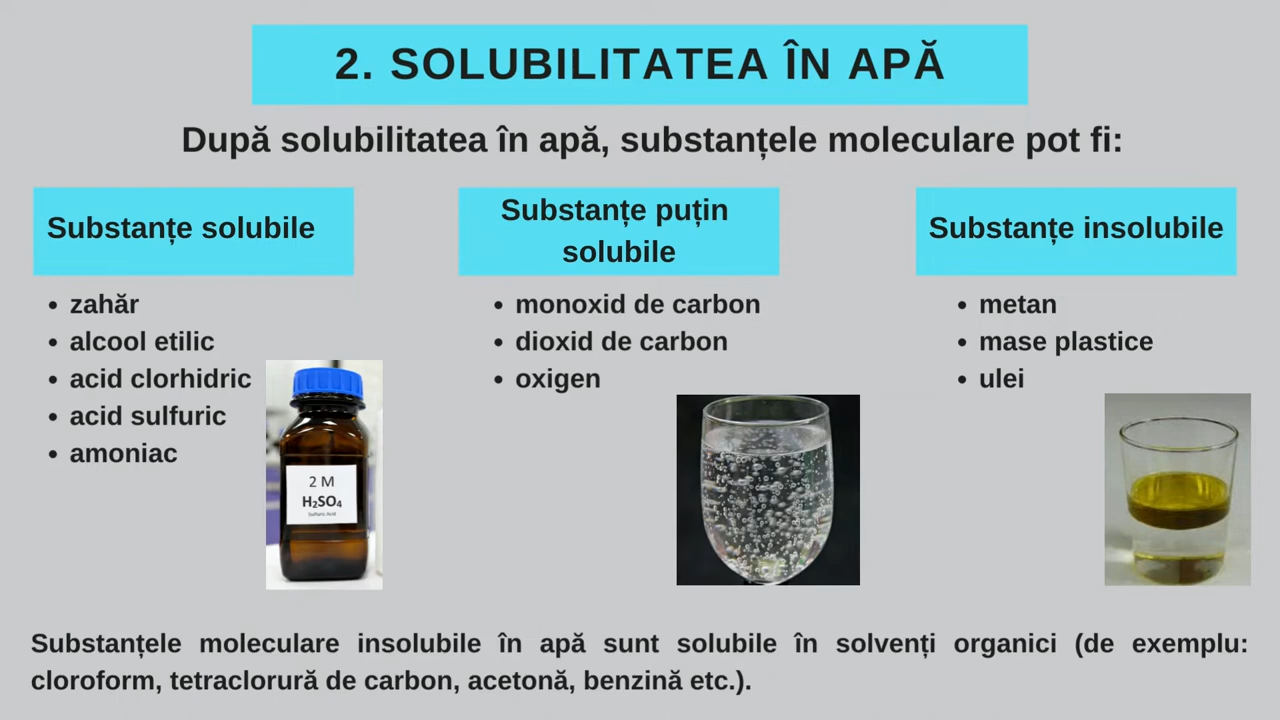 2. SOLUBILITATEA ÎN APĂ
După solubilitatea în apă, substanțele moleculare pot fi:
Substanțe solubile
• zahăr
• alcool etilic
• acid clorhidric
• acid sulfuric
• amoniac
2 M
H₂SO₄
Sulfuric Acid
Substanțe puțin
solubile
• monoxid de carbon
• dioxid de carbon
• oxigen
Substanțe insolubile
• metan
• mase plastice
• ulei
Substanțele moleculare insolubile în apă sunt solubile în solvenți organici (de exemplu:
cloroform, tetraclorură de carbon, acetonă, benzină etc.).